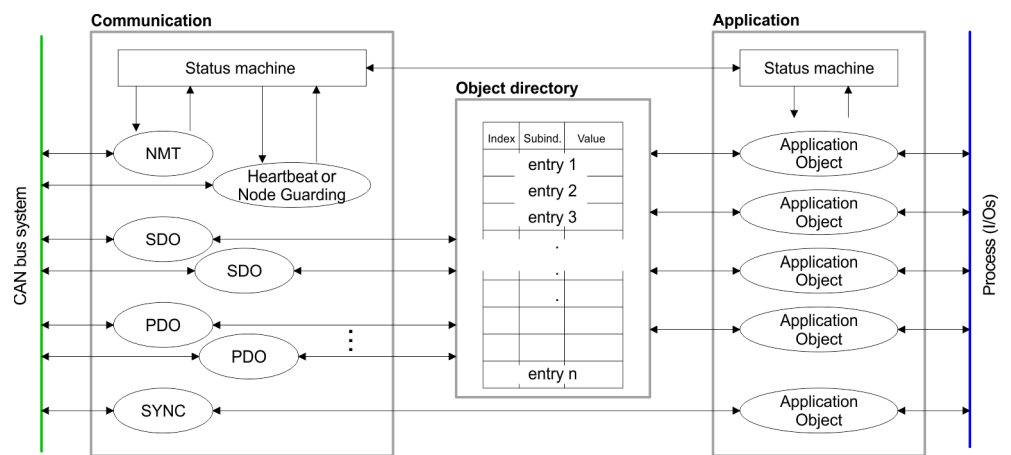 Communication
Application
Status machine
Status machine
Object directory
Index Subind. Value
NMT
Application
Object
entry 1
Heartbeat or
Node Guarding
entry 2
Application
Object
entry 3
SDO
SDO
Application
Object
PDO
Application
Object
PDO
entry n
SYNC
Application
Object
CAN bus system
Process (I/Os)